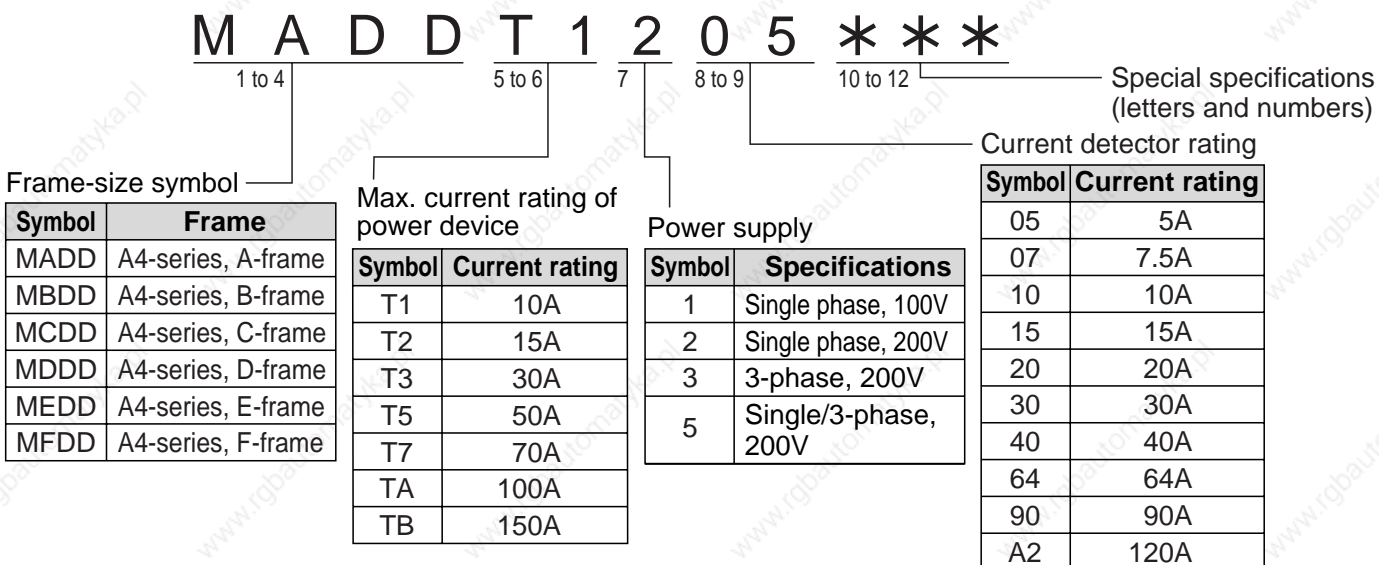 M A D D T 1 2 0 5 ＊ ＊ ＊
1 to 4 5 to 6 7 8 to 9 10 to 12
Special specifications
(letters and numbers)
Frame-size symbol
Symbol Frame
MADD A4-series, A-frame
MBDD A4-series, B-frame
MCDD A4-series, C-frame
MDDD A4-series, D-frame
MEDD A4-series, E-frame
MFDD A4-series, F-frame
Max. current rating of
power device
Symbol Current rating
T1 10A
T2 15A
T3 30A
T5 50A
T7 70A
TA 100A
TB 150A
Power supply
Symbol Specifications
1 Single phase, 100V
2 Single phase, 200V
3 3-phase, 200V
5 Single/3-phase,
200V
Current detector rating
Symbol Current rating
05 5A
07 7.5A
10 10A
15 15A
20 20A
30 30A
40 40A
64 64A
90 90A
A2 120A
www.rgbautomatyka.pl